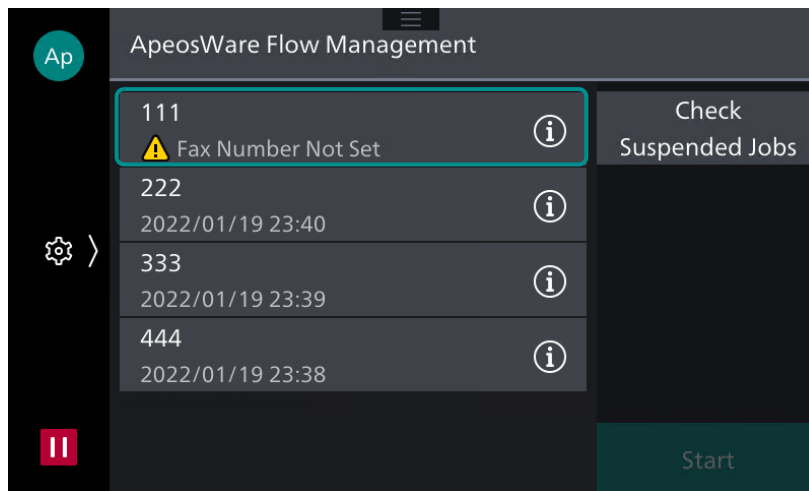 Ap
ApeosWare Flow Management
111
Fax Number Not Set
222
2022/01/19 23:40
333
2022/01/19 23:39
444
2022/01/19 23:38
Check
Suspended Jobs
Start